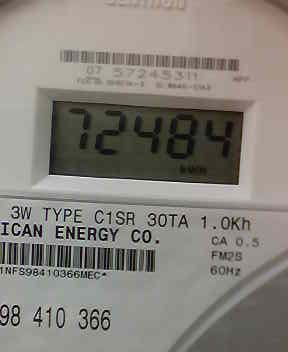 07 57245311
72484
kWh
3W TYPE C1SR 30TA 1.0Kh
ICAN ENERGY CO.
CA 0.5
FM2S
60Hz
1NFS98410366MEC*
98 410 366